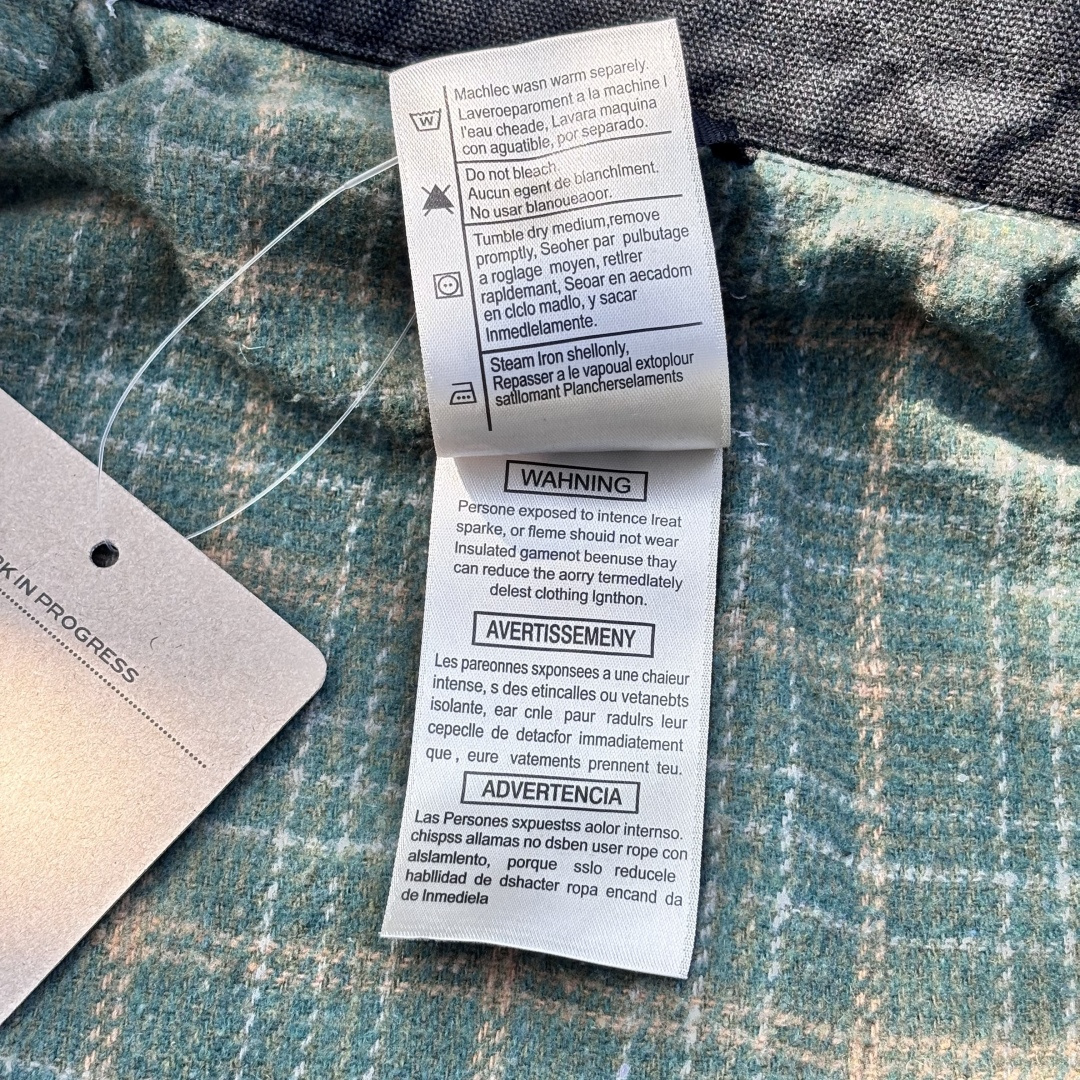 W
Machlec wasn warm separely.
Laveroeparoment a la machine l
l'eau cheade, Lavara maquina
con aguatible, por separado.
Do not bleach.
Aucun egent de blanchlment.
No usar blanoueaoor.
Tumble dry medium,remove
promptly, Seoher par pulbutage
a roglage moyen, retlrer
rapldemant, Seoar en aecadom
en clclo madlo, y sacar
Inmedlelamente.
Steam Iron shellonly,
Repasser a le vapoual extoplour
satllomant Plancherselaments
WAHNING
Persone exposed to intence lreat
sparke, or fleme shouid not wear
Insulated gamenot beenuse thay
can reduce the aorry termedlately
delest clothing lgnthon.
AVERTISSEMENY
Les pareonnes sxponsees a une chaieur
intense, s des etincalles ou vetanebts
isolante, ear cnle paur radulrs leur
cepeclle de detacfor immadiatement
que, eure vatements prennent teu.
ADVERTENCIA
Las Persones sxpuestss aolor internso.
chispss allamas no dsben user rope con
alslamlento, porque sslo reducele
habllidad de dshacter ropa encand da
de Inmediela
RK IN PROGRESS